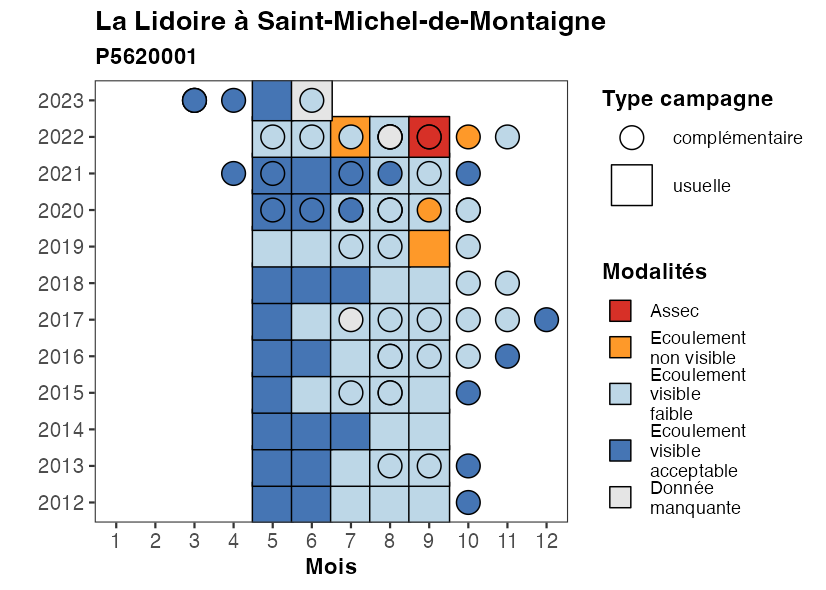 La Lidoire à Saint-Michel-de-Montaigne
P5620001
2023
2022
2021
2020
2019
2018
2017
2016
2015
2014
2013
2012
1 2 3 4 5 6 7 8 9 10 11 12
Mois
Type campagne
complémentaire
usuelle
Modalités
Assec
Ecoulement
non visible
Ecoulement
visible
faible
Ecoulement
visible
acceptable
Donnée
manquante